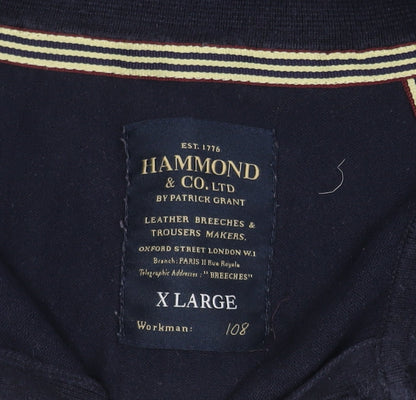 EST. 1776
HAMMOND
& CO. LTD
BY PATRICK GRANT
LEATHER BREECHES &
TROUSERS MAKERS.
OXFORD STREET LONDON W.1
Branch: PARIS 11 Rue Royale
Telegraphic Addresses: "BREECHES"
X LARGE
Workman: 108